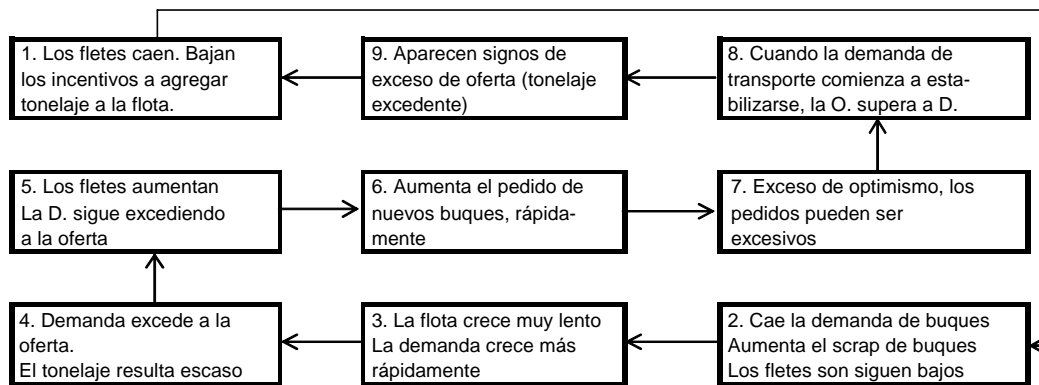 1. Los fletes caen. Bajan
los incentivos a agregar
tonelaje a la flota.
9. Aparecen signos de
exceso de oferta (tonelaje
excedente)
8. Cuando la demanda de
transporte comienza a esta-
bilizarse, la O. supera a D.
5. Los fletes aumentan
La D. sigue excediendo
a la oferta
6. Aumenta el pedido de
nuevos buques, rápida-
mente
7. Exceso de optimismo, los
pedidos pueden ser
excesivos
4. Demanda excede a la
oferta.
El tonelaje resulta escaso
3. La flota crece muy lento
La demanda crece más
rápidamente
2. Cae la demanda de buques
Aumenta el scrap de buques
Los fletes son siguen bajos